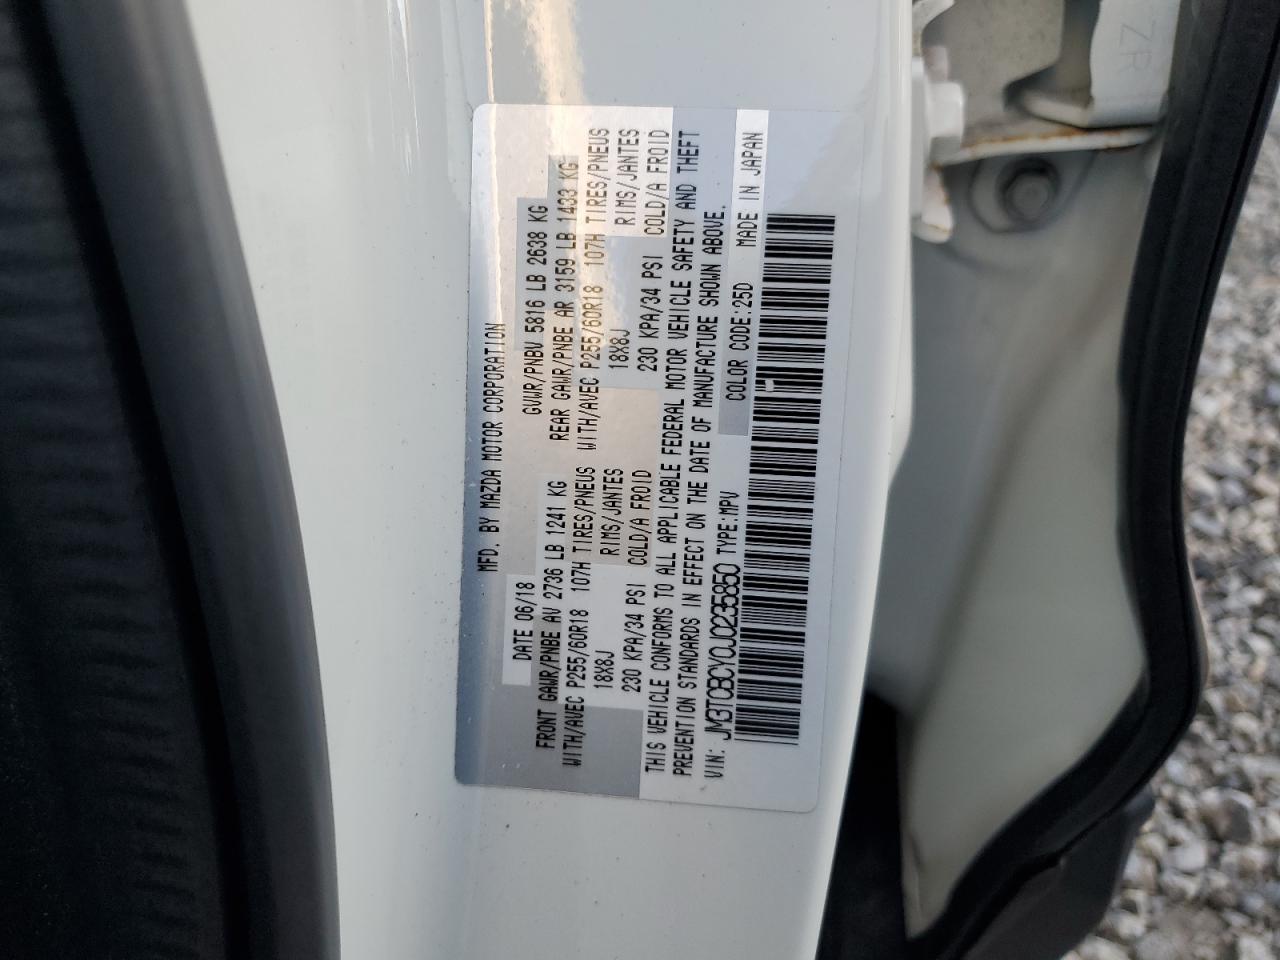 MFD. BY MAZDA MOTOR CORPORATION
DATE 06/18 GVWR/PNBV 5816 LB 2638 KG
FRONT GAWR/PNBE AV 2736 LB 1241 KG REAR GAWR/PNBE AR 3159 LB 1433 KG
WITH/AVEC P255/60R18 107H TIRES/PNEUS WITH/AVEC P255/60R18 107H TIRES/PNEUS
18X8J RIMS/JANTES 18X8J RIMS/JANTES
230 KPA/34 PSI COLD/A FROID 230 KPA/34 PSI COLD/A FROID
THIS VEHICLE CONFORMS TO ALL APPLICABLE FEDERAL MOTOR VEHICLE SAFETY AND THEFT
PREVENTION STANDARDS IN EFFECT ON THE DATE OF MANUFACTURE SHOWN ABOVE.
VIN: JM3TCBCY0J0235850 TYPE:MPV COLOR CODE:25D MADE IN JAPAN
ZR